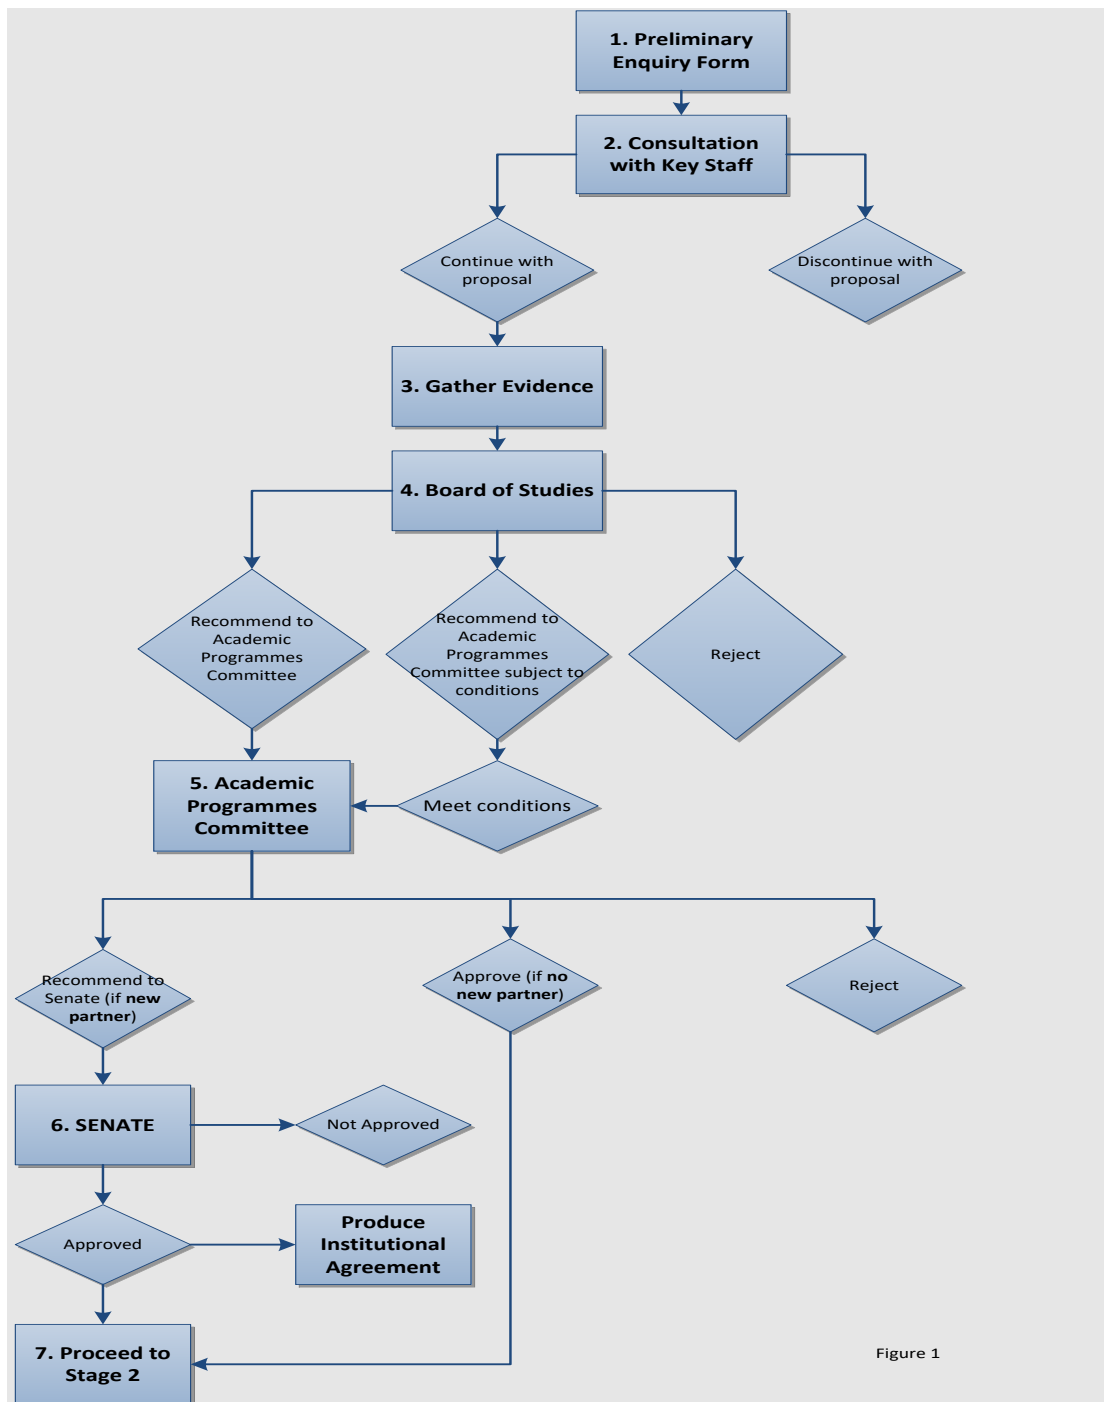 1. Preliminary
Enquiry Form
2. Consultation
with Key Staff
Continue with
proposal
Discontinue with
proposal
3. Gather Evidence
4. Board of Studies
Recommend to
Academic
Programmes
Committee
Recommend to
Academic
Programmes
Committee subject to
conditions
Reject
5. Academic
Programmes
Committee
Meet conditions
Recommend to
Senate (if new
partner)
Approve (if no
new partner)
Reject
6. SENATE
Not Approved
Approved
Produce
Institutional
Agreement
7. Proceed to
Stage 2
Figure 1